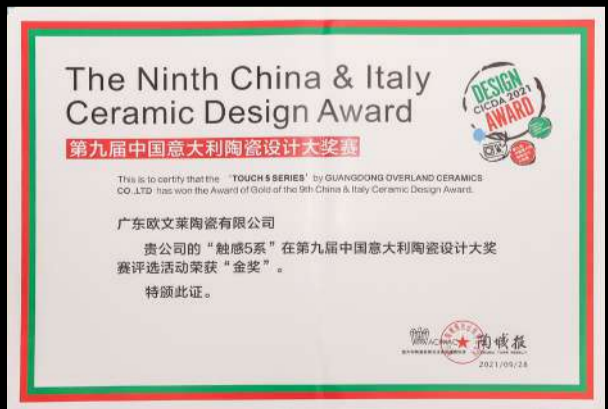 The Ninth China & Italy
Ceramic Design Award
第九届中国意大利陶瓷设计大奖赛
DESIGN
CICDA 2021
AWARD
This is to certify that the "TOUCH 5 SERIES' by GUANGDONG OVERLAND CERAMICS
CO.,LTD has won the Award of Gold of the 9th China & Italy Ceramic Design Award.
广东欧文莱陶瓷有限公司
贵公司的“触感5系”在第九届中国意大利陶瓷设计大奖
赛评选活动荣获“金奖”。
特颁此证。
陶城报
2021/05/28